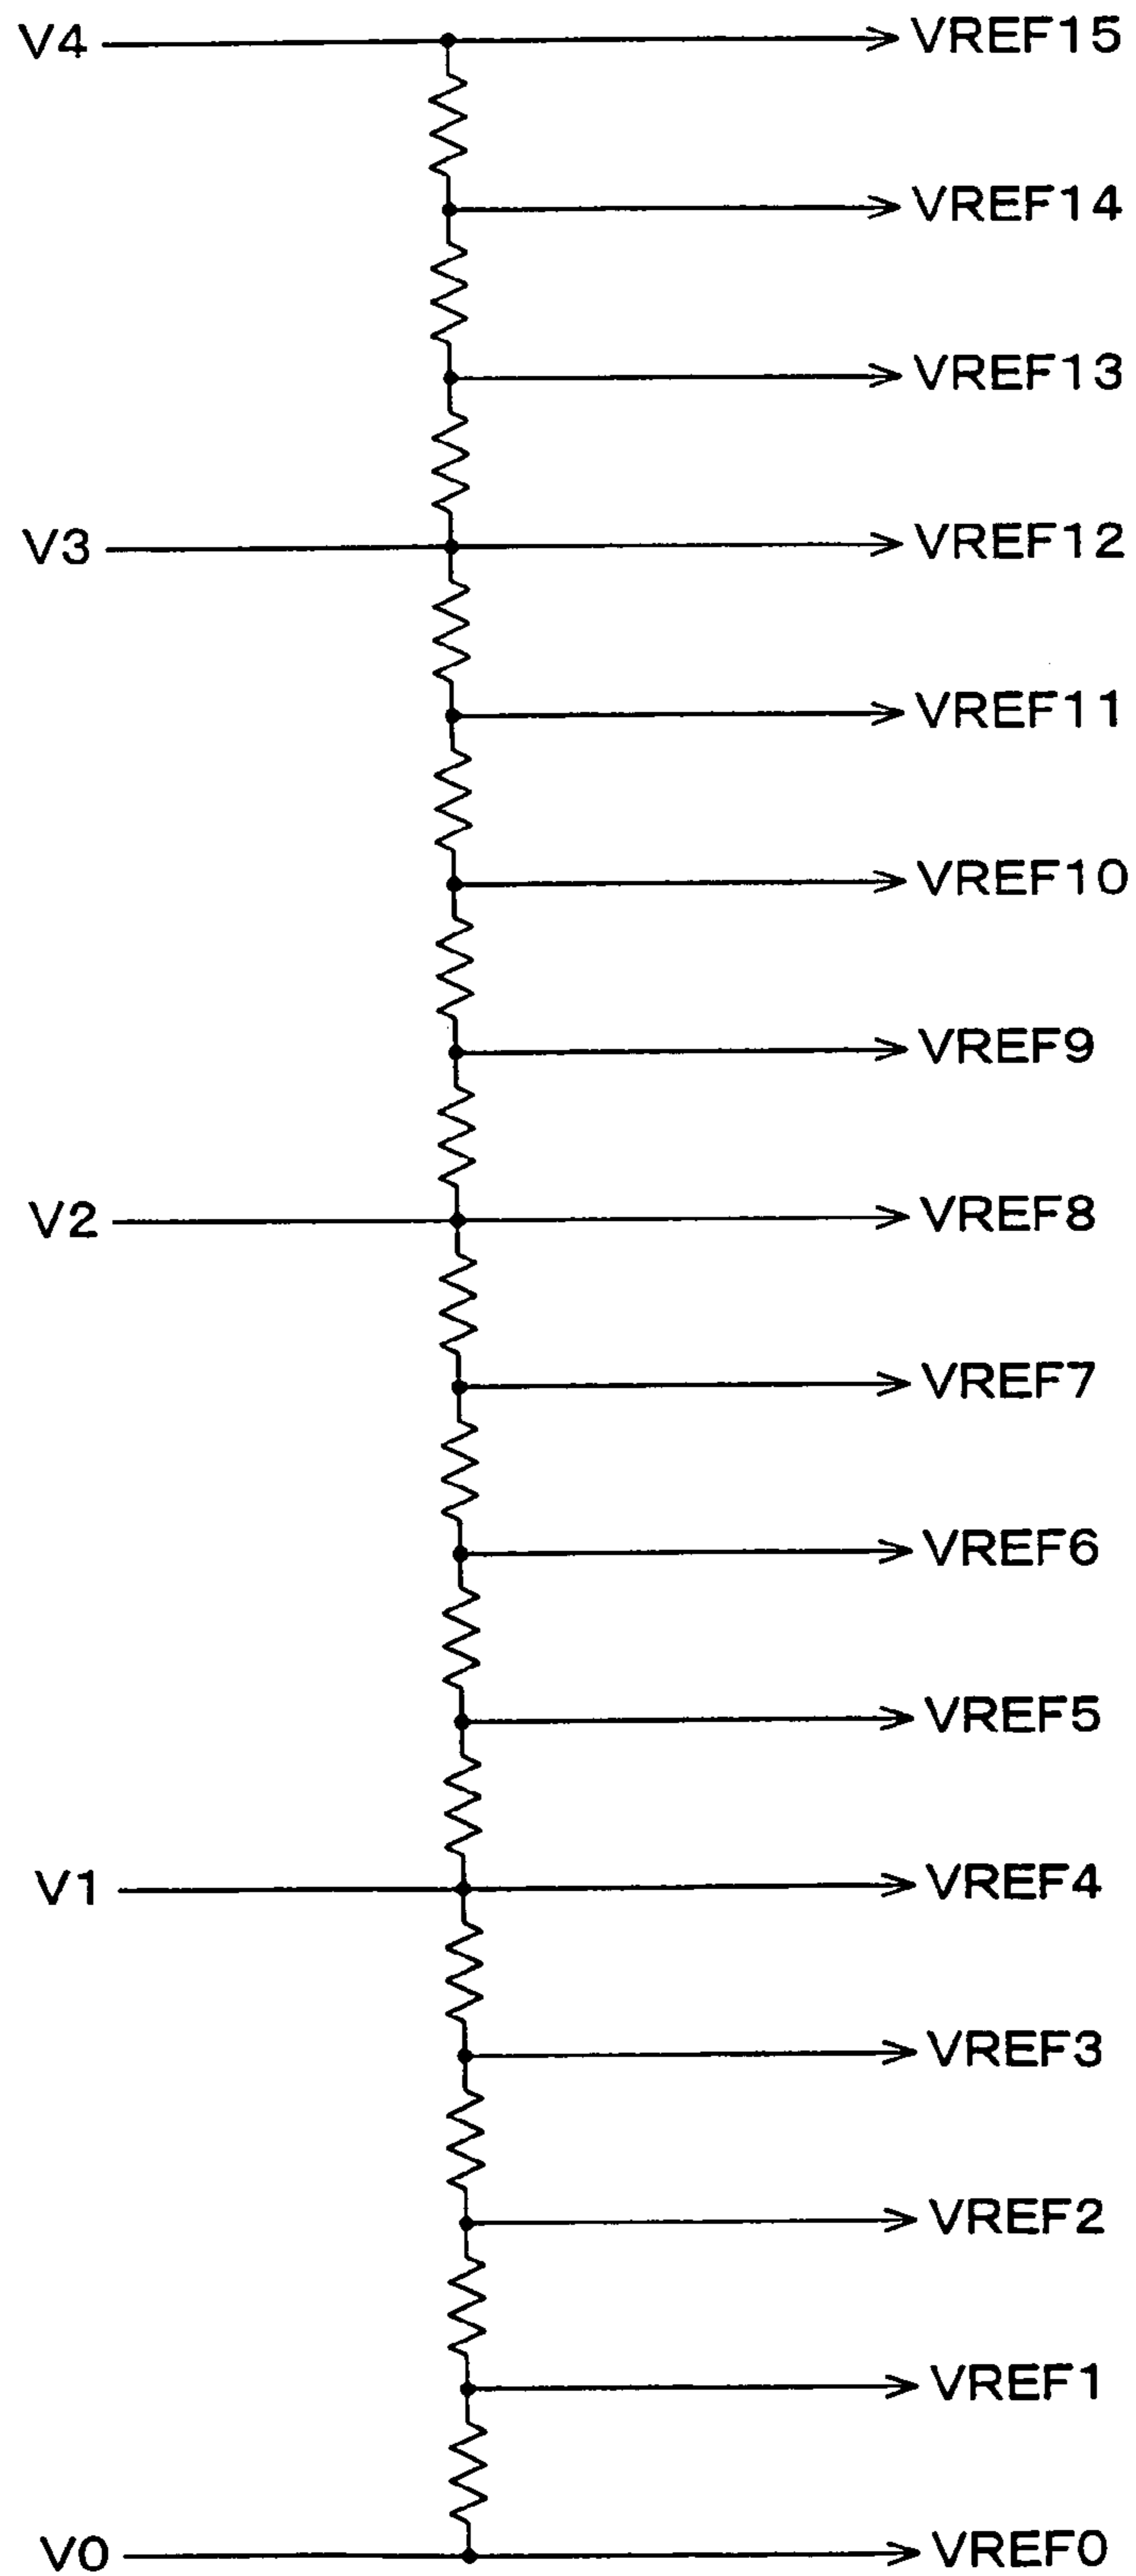 V4 VREF15
VREF14
VREF13
V3 VREF12
VREF11
VREF10
VREF9
V2 VREF8
VREF7
VREF6
VREF5
V1 VREF4
VREF3
VREF2
VREF1
V0 VREF0